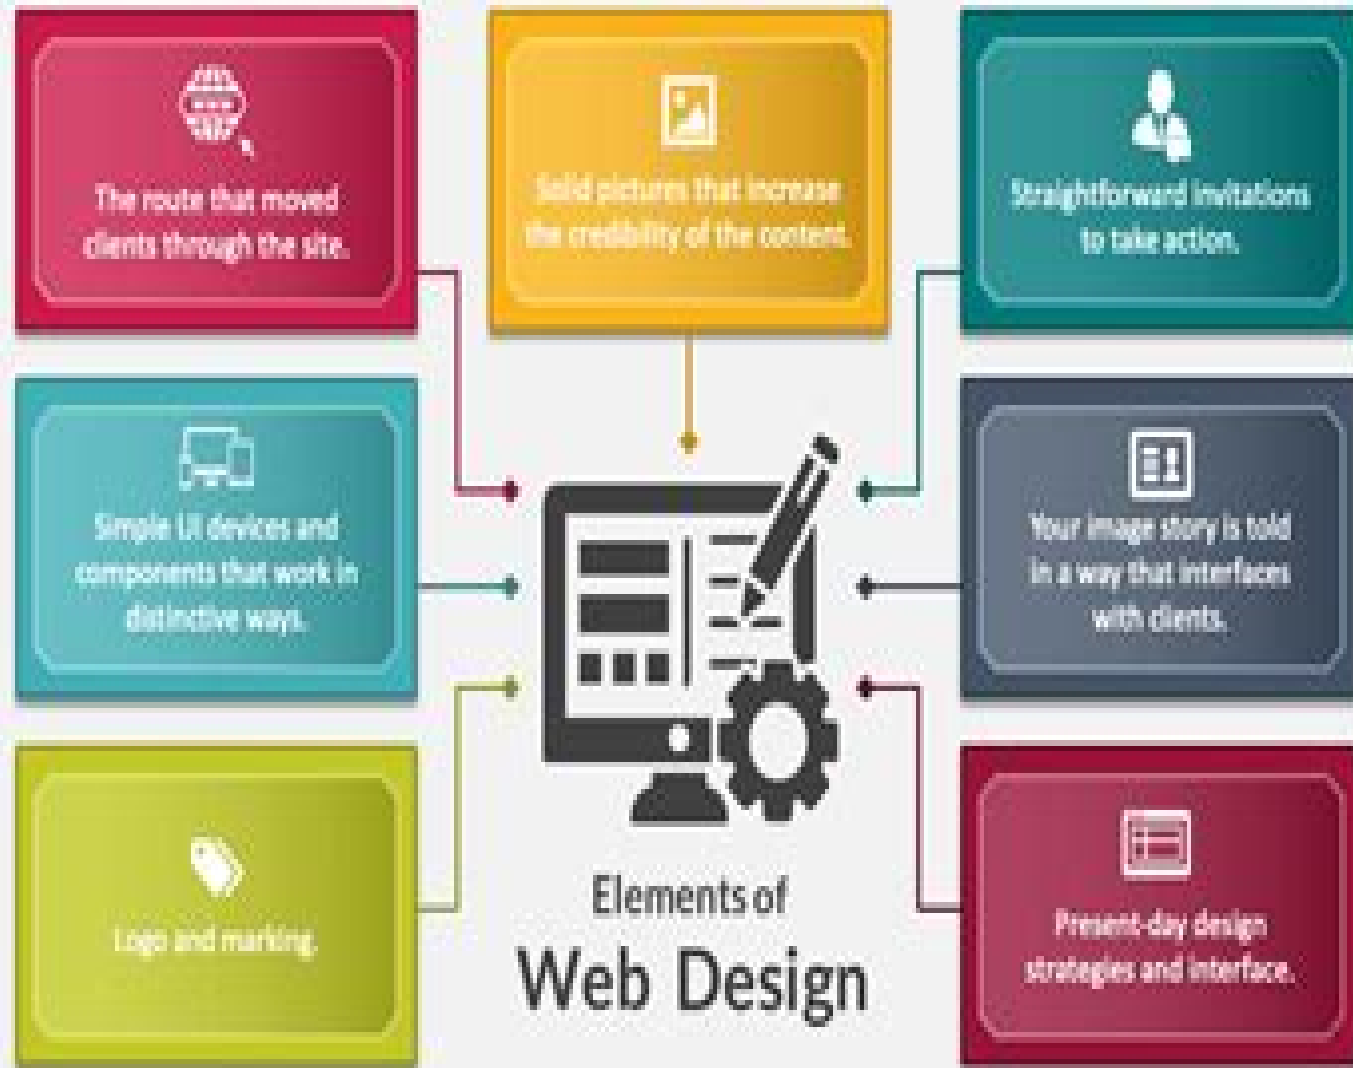 The route that moved
clients through the site.
Solid pictures that increase
the credibility of the content.
Straightforward invitations
to take action.
Simple UI devices and
components that work in
distinctive ways.
Your image story is told
in a way that interfaces
with clients.
Logo and marking.
Present-day design
strategies and interface.
Elements of
Web Design